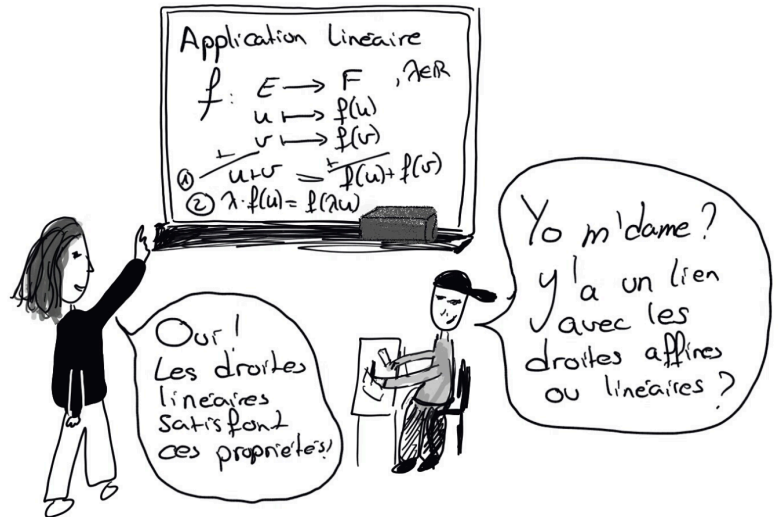 Application Linéaire
f: E → F , λ∈ℝ
u ↦ f(u)
v ↦ f(v)
+ +
① u+v = f(u)+f(v)
② λ·f(u)= f(λu)
Yo m'dame?
y'a un lien
avec les
droites affines
ou linéaires?
Oui!
Les droites
linéaires
satisfont
ces propriétés!